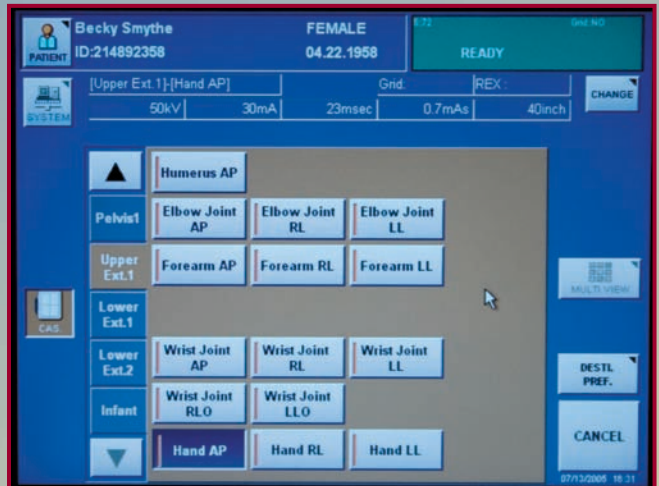 PATIENT
Becky Smythe FEMALE
ID:214892358 04.22.1958
READY
Grid:NO
SYSTEM
[Upper Ext.1]-[Hand AP] Grid: REX:
50kV 30mA 23msec 0.7mAs 40inch
CHANGE
Humerus AP
Pelvis1
Elbow Joint AP
Elbow Joint RL
Elbow Joint LL
Upper Ext.1
Forearm AP
Forearm RL
Forearm LL
MULTI VIEW
CAS.
Lower Ext.1
Lower Ext.2
Wrist Joint AP
Wrist Joint RL
Wrist Joint LL
DESTI. PREF.
Infant
Wrist Joint RLO
Wrist Joint LLO
Hand AP
Hand RL
Hand LL
CANCEL
07/13/2005 18:31